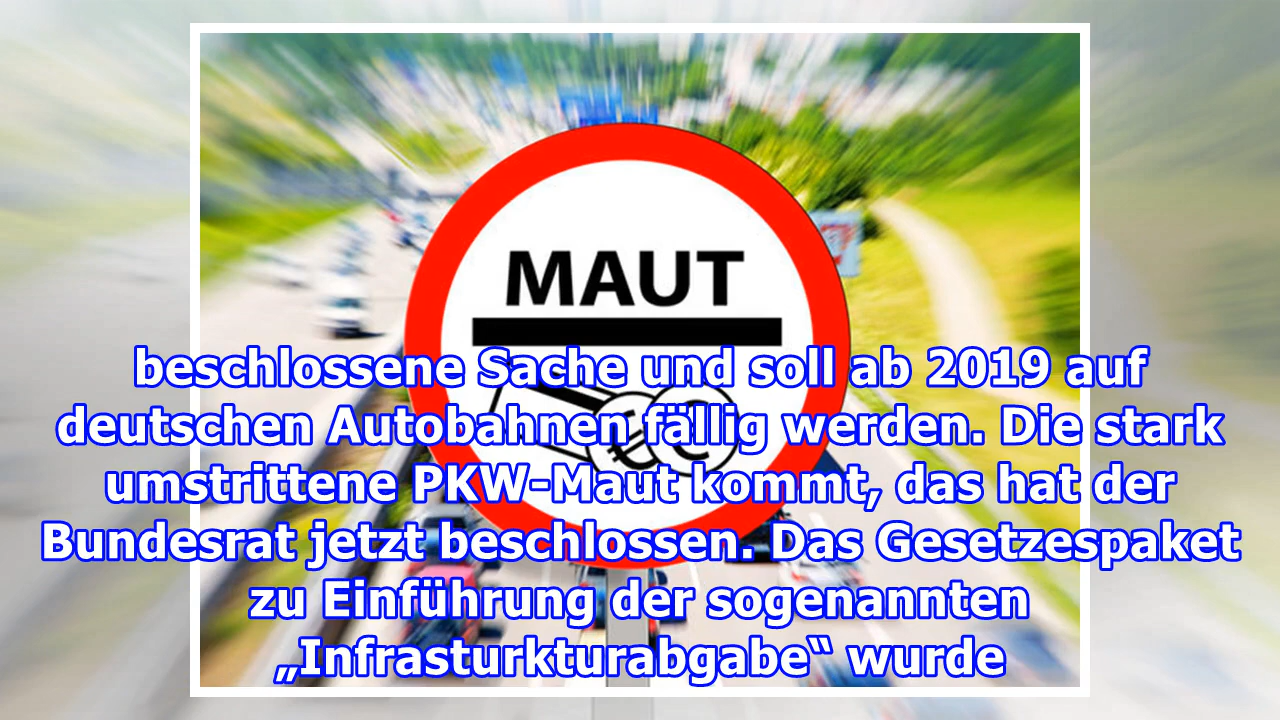 MAUT
beschlossene Sache und soll ab 2019 auf
deutschen Autobahnen fällig werden. Die stark
umstrittene PKW-Maut kommt, das hat der
Bundesrat jetzt beschlossen. Das Gesetzespaket
zu Einführung der sogenannten
„Infrasturkturabgabe“ wurde